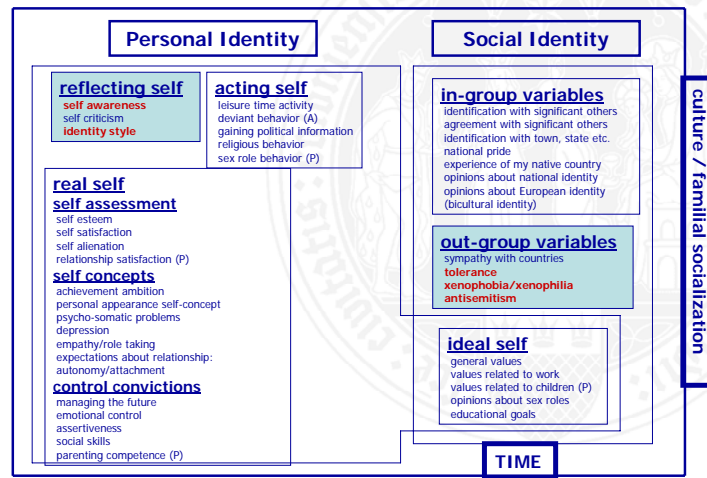 Personal Identity
Social Identity
reflecting self
self awareness
self criticism
identity style
acting self
leisure time activity
deviant behavior (A)
gaining political information
religious behavior
sex role behavior (P)
real self
self assessment
self esteem
self satisfaction
self alienation
relationship satisfaction (P)
self concepts
achievement ambition
personal appearance self-concept
psycho-somatic problems
depression
empathy/role taking
expectations about relationship:
autonomy/attachment
control convictions
managing the future
emotional control
assertiveness
social skills
parenting competence (P)
in-group variables
identification with significant others
agreement with significant others
identification with town, state etc.
national pride
experience of my native country
opinions about national identity
opinions about European identity
(bicultural identity)
out-group variables
sympathy with countries
tolerance
xenophobia/xenophilia
antisemitism
ideal self
general values
values related to work
values related to children (P)
opinions about sex roles
educational goals
TIME
culture / familial socialization